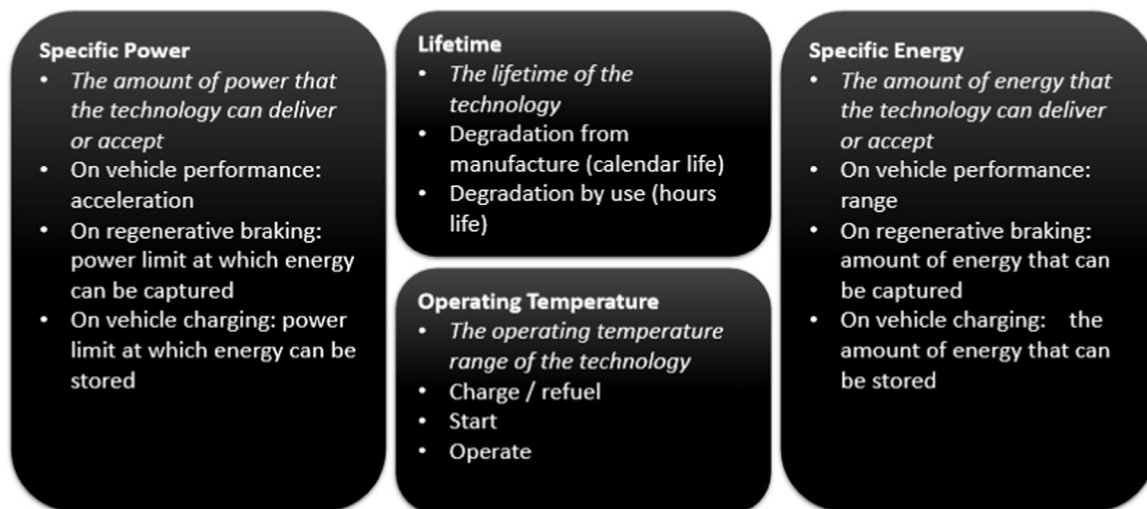 Specific Power
• The amount of power that
the technology can deliver
or accept
• On vehicle performance:
acceleration
• On regenerative braking:
power limit at which energy
can be captured
• On vehicle charging: power
limit at which energy can be
stored
Lifetime
• The lifetime of the
technology
• Degradation from
manufacture (calendar life)
• Degradation by use (hours
life)
Operating Temperature
• The operating temperature
range of the technology
• Charge / refuel
• Start
• Operate
Specific Energy
• The amount of energy that
the technology can deliver
or accept
• On vehicle performance:
range
• On regenerative braking:
amount of energy that can
be captured
• On vehicle charging: the
amount of energy that can
be stored